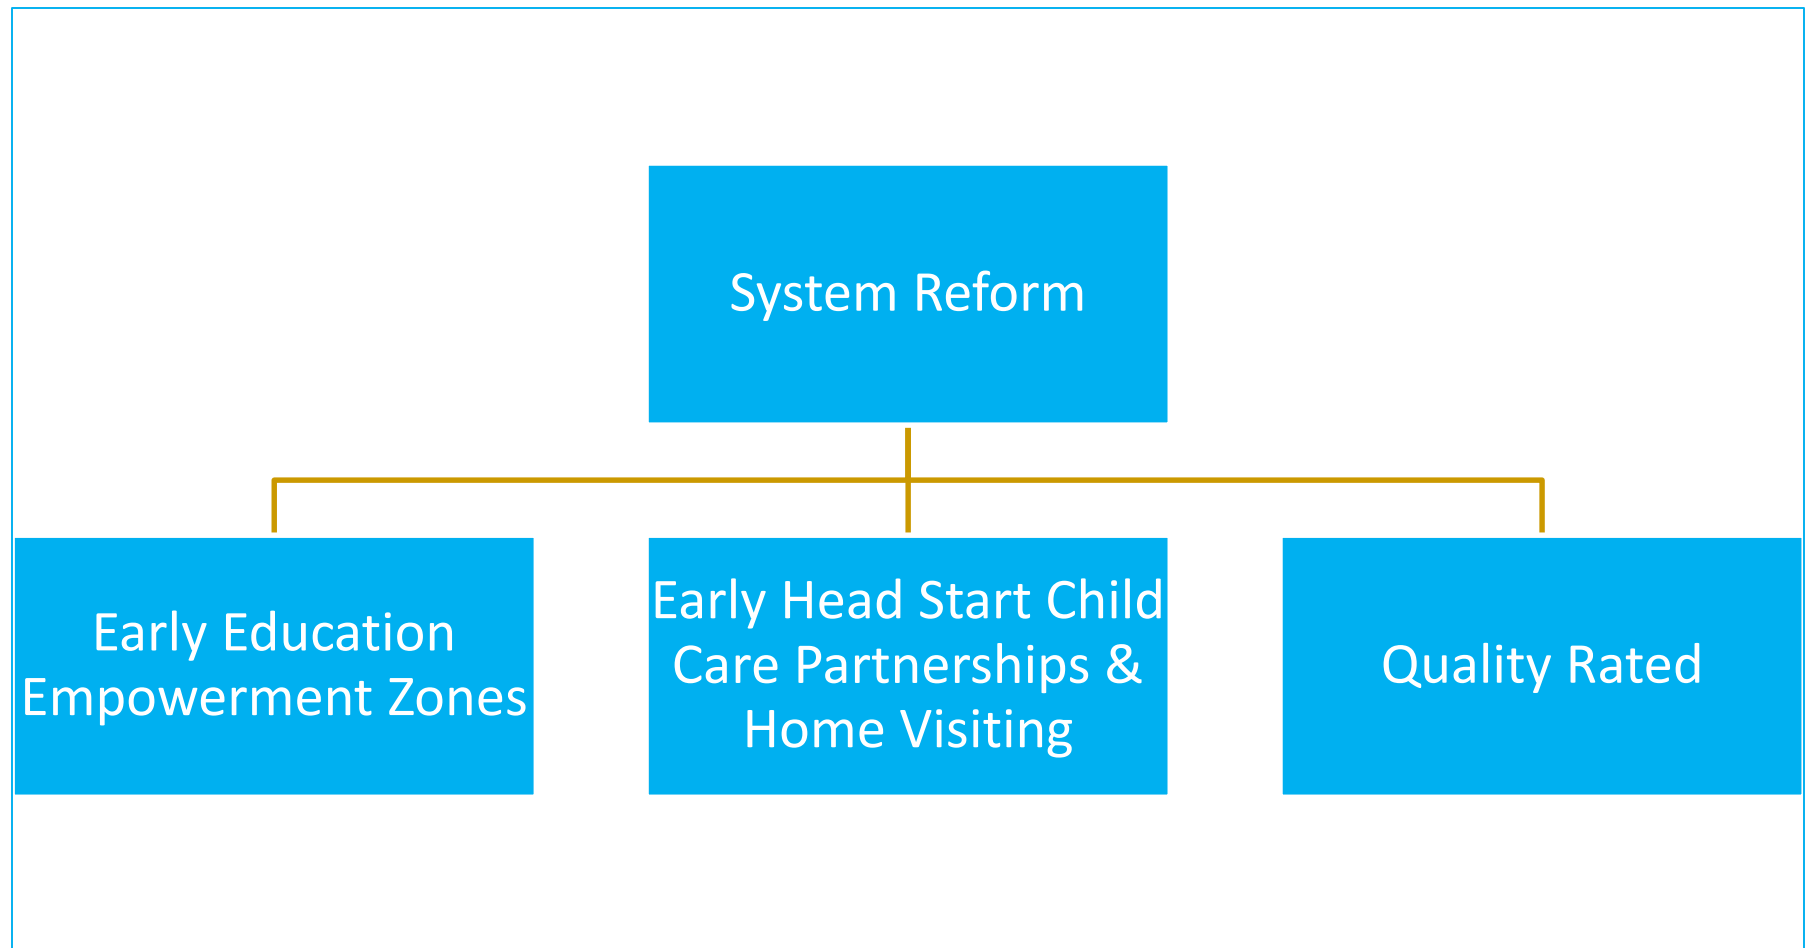 System Reform
Early Education
Empowerment Zones
Early Head Start Child
Care Partnerships &
Home Visiting
Quality Rated